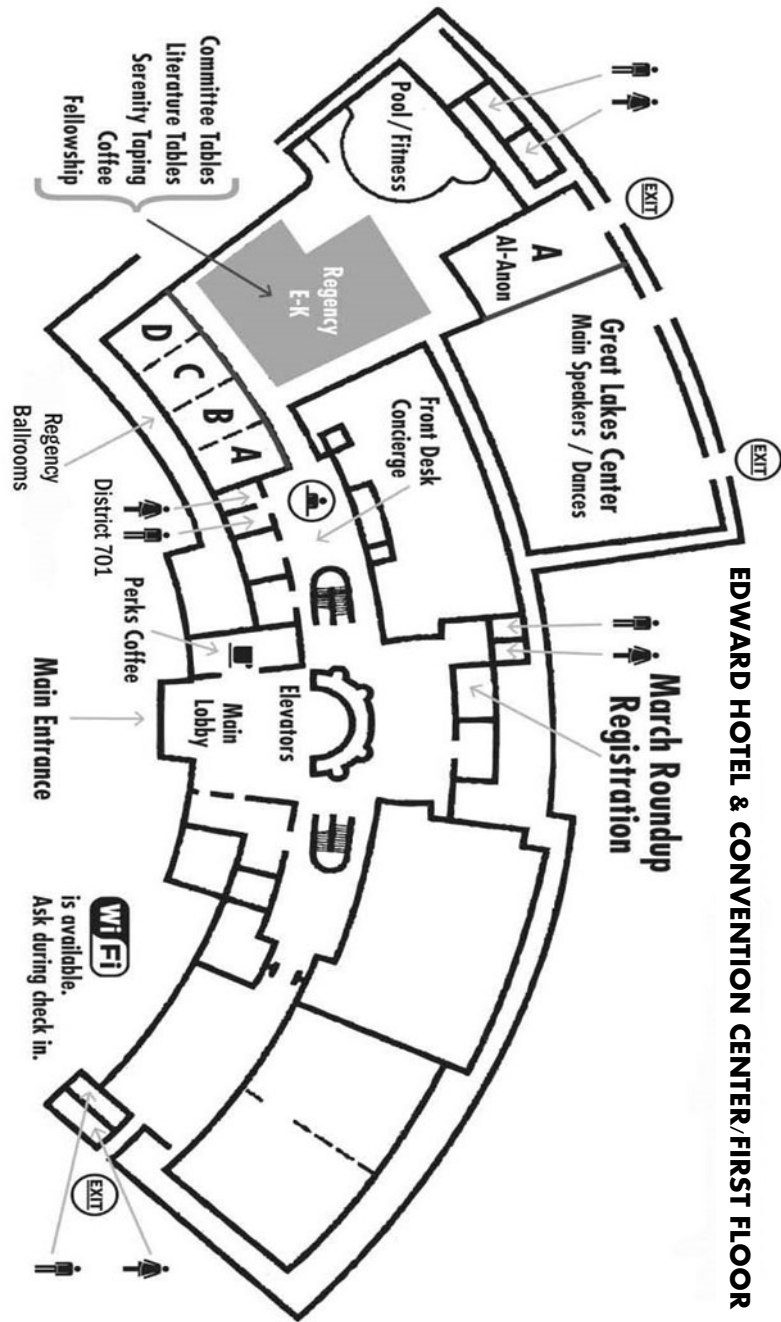 EDWARD HOTEL & CONVENTION CENTER/FIRST FLOOR
EXIT
EXIT
Pool/Fitness
A
Al-Anon
Great Lakes Center
Main Speakers / Dances
March Roundup
Registration
Committee Tables
Literature Tables
Serenity Taping
Coffee
Fellowship
Regency
E-K
Front Desk
Concierge
D
C
B
A
Regency
Ballrooms
District 701
Perks Coffee
Elevators
Main
Lobby
Main Entrance
WiFi
is available.
Ask during check in.
EXIT